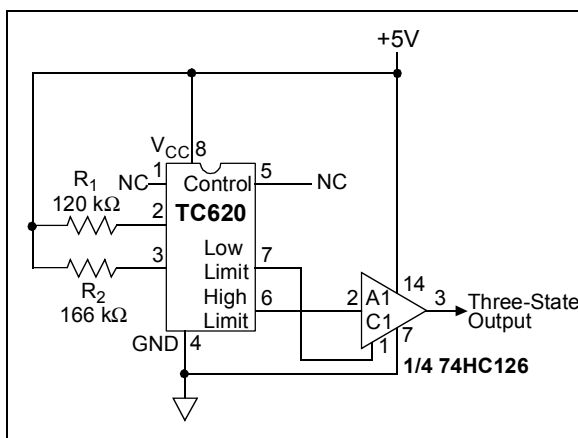 +5V
VCC 8
1 5
NC Control NC
R1
120 kΩ
TC620
2
Low
3 7
Limit
R2
166 kΩ
High
6
Limit
2 A1 14
3 Three-State
Output
C1
1 7
GND 4
1/4 74HC126